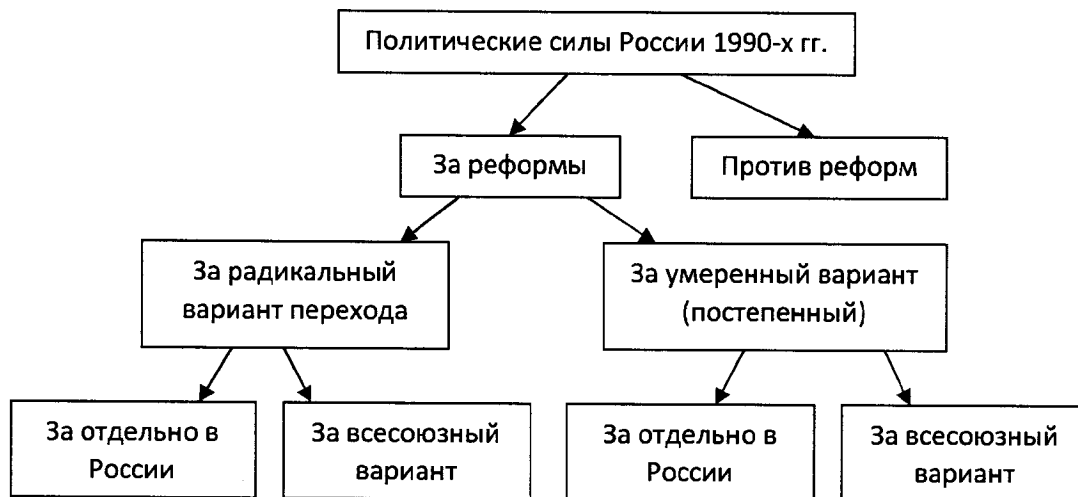 Политические силы России 1990-х гг.
За реформы
Против реформ
За радикальный
вариант перехода
За умеренный вариант
(постепенный)
За отдельно в
России
За всесоюзный
вариант
За отдельно в
России
За всесоюзный
вариант